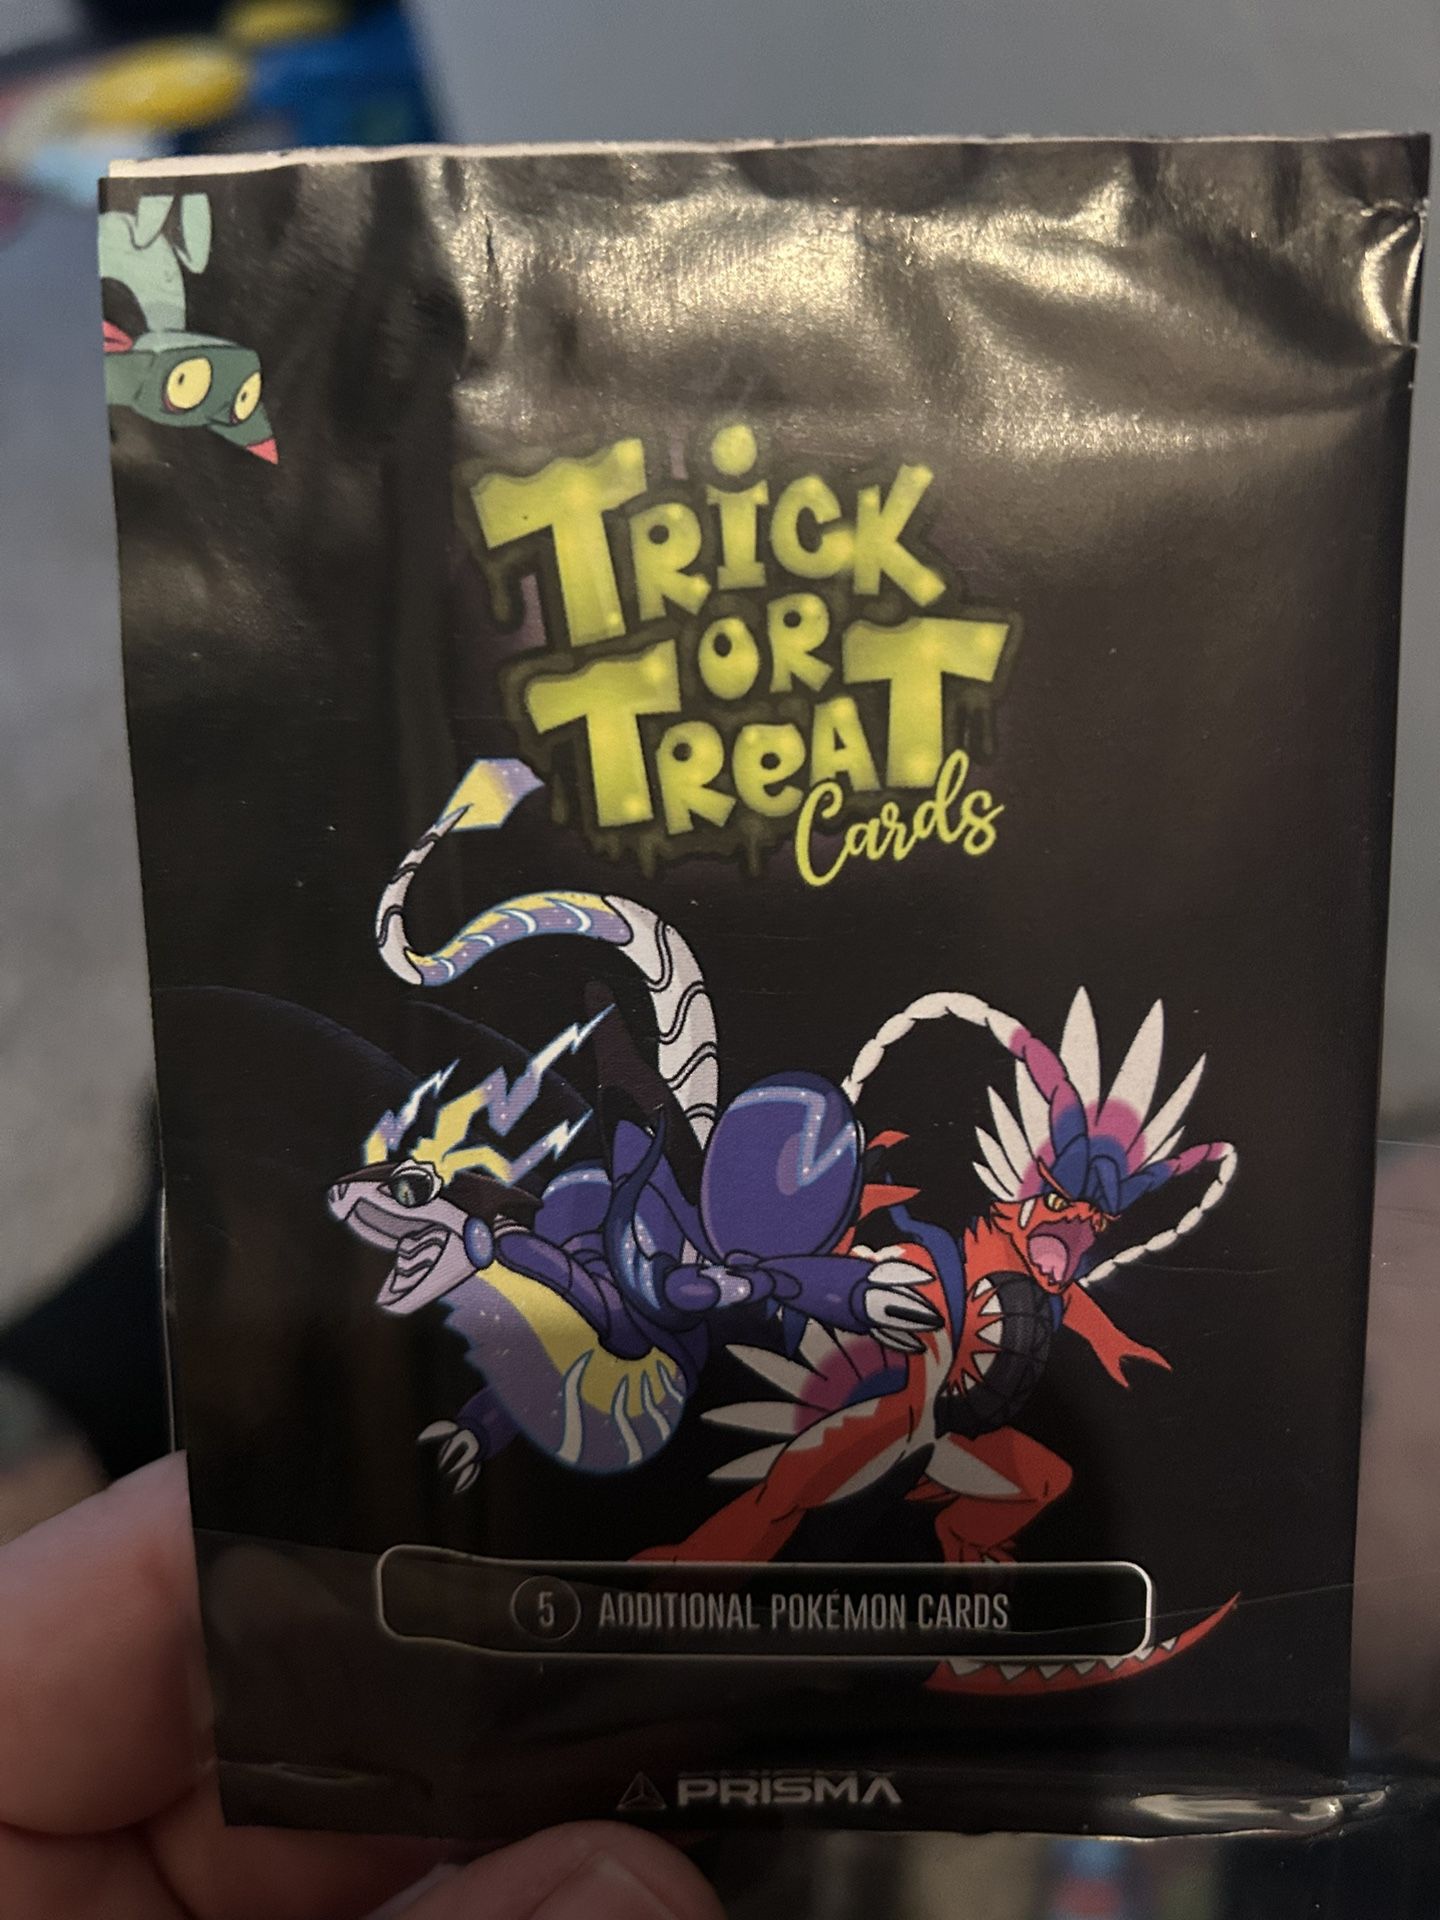 TRiCK
OR
TReAT
Cards
5 ADDITIONAL POKÉMON CARDS
PRISMA